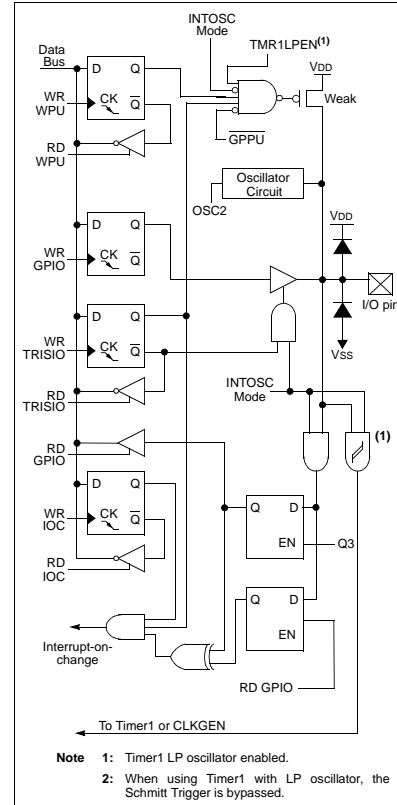 INTOSC
Mode
TMR1LPEN(1)
Data
Bus
VDD
D Q
WR
WPU
CK Q
Weak
RD
WPU
GPPU
Oscillator
Circuit
OSC2
VDD
D Q
WR
GPIO
CK Q
I/O pin
D Q
WR
TRISIO
CK Q
VSS
RD
TRISIO
INTOSC
Mode
RD
GPIO
(1)
D Q
WR
IOC
CK Q
Q D
EN
Q3
RD
IOC
Q D
EN
Interrupt-on-
change
RD GPIO
To Timer1 or CLKGEN
Note 1: Timer1 LP oscillator enabled.
2: When using Timer1 with LP oscillator, the
Schmitt Trigger is bypassed.